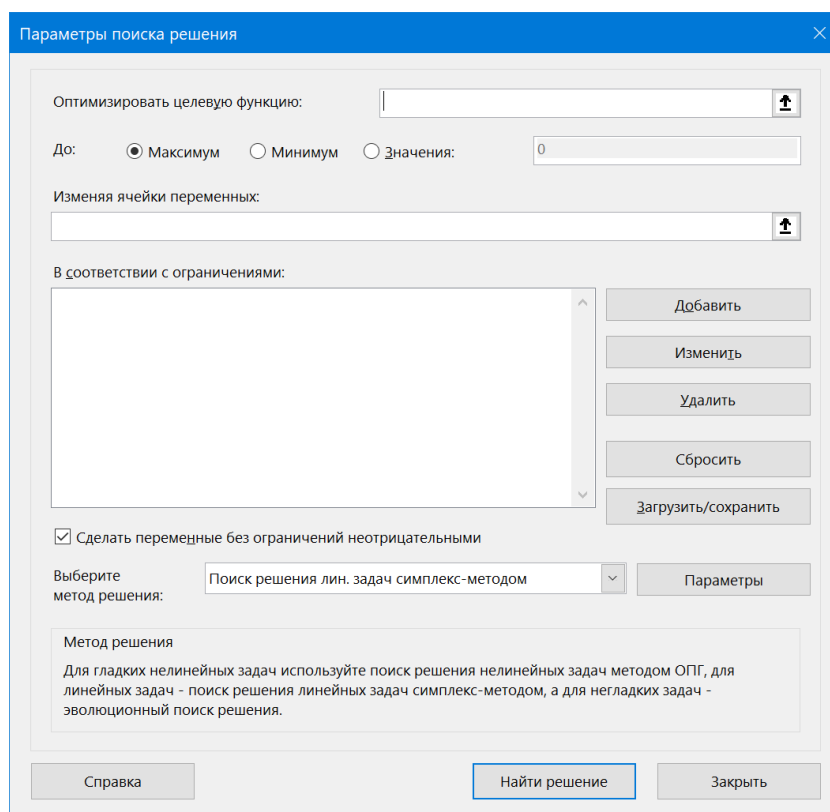 Параметры поиска решения
Оптимизировать целевую функцию:
До: Максимум Минимум Значения: 0
Изменяя ячейки переменных:
В соответствии с ограничениями:
Добавить
Изменить
Удалить
Сбросить
Загрузить/сохранить
Сделать переменные без ограничений неотрицательными
Выберите
метод решения:
Поиск решения лин. задач симплекс-методом
Параметры
Метод решения
Для гладких нелинейных задач используйте поиск решения нелинейных задач методом ОПГ, для
линейных задач - поиск решения линейных задач симплекс-методом, а для негладких задач -
эволюционный поиск решения.
Справка Найти решение Закрыть